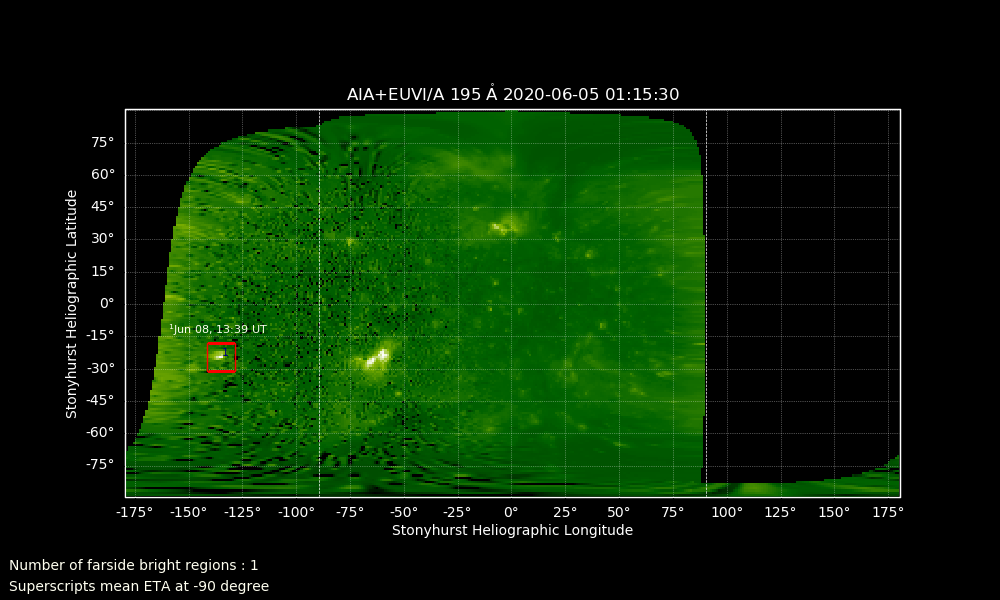 AIA+EUVI/A 195 Å 2020-06-05 01:15:30
75°
60°
45°
30°
15°
0°
-15°
-30°
-45°
-60°
-75°
Stonyhurst Heliographic Latitude
¹Jun 08, 13:39 UT
-175° -150° -125° -100° -75° -50° -25° 0° 25° 50° 75° 100° 125° 150° 175°
Stonyhurst Heliographic Longitude
Number of farside bright regions : 1
Superscripts mean ETA at -90 degree